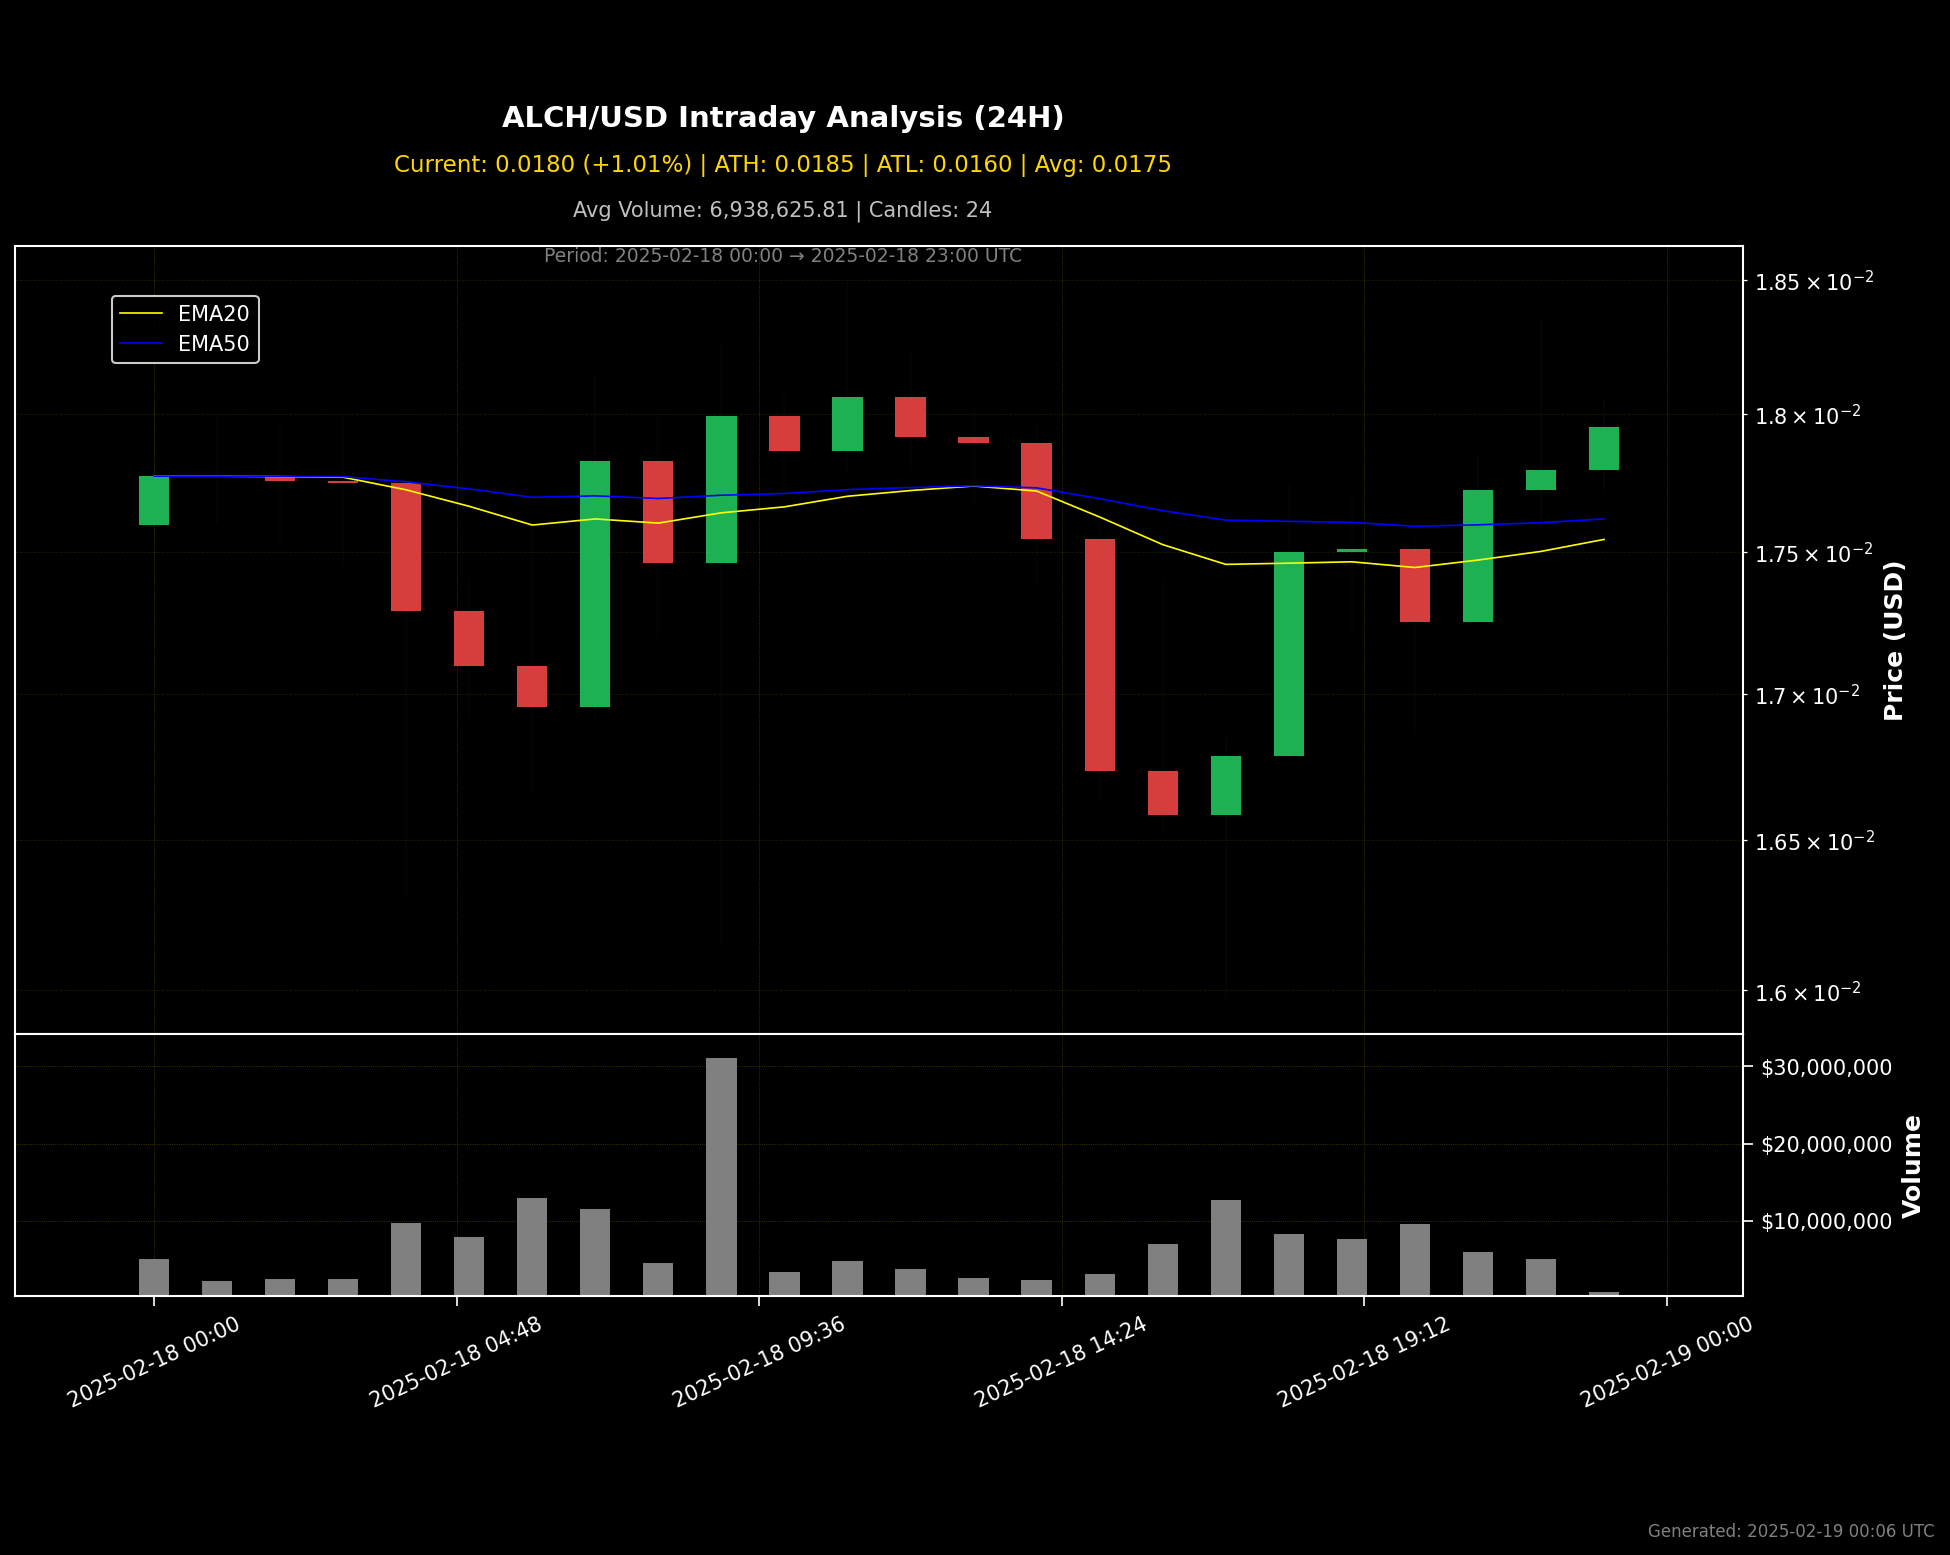 ALCH/USD Intraday Analysis (24H)
Current: 0.0180 (+1.01%) | ATH: 0.0185 | ATL: 0.0160 | Avg: 0.0175
Avg Volume: 6,938,625.81 | Candles: 24
Period: 2025-02-18 00:00 → 2025-02-18 23:00 UTC
EMA20
EMA50
1.85 × 10⁻²
1.8 × 10⁻²
1.75 × 10⁻²
1.7 × 10⁻²
1.65 × 10⁻²
1.6 × 10⁻²
Price (USD)
$30,000,000
$20,000,000
$10,000,000
Volume
2025-02-18 00:00
2025-02-18 04:48
2025-02-18 09:36
2025-02-18 14:24
2025-02-18 19:12
2025-02-19 00:00
Generated: 2025-02-19 00:06 UTC